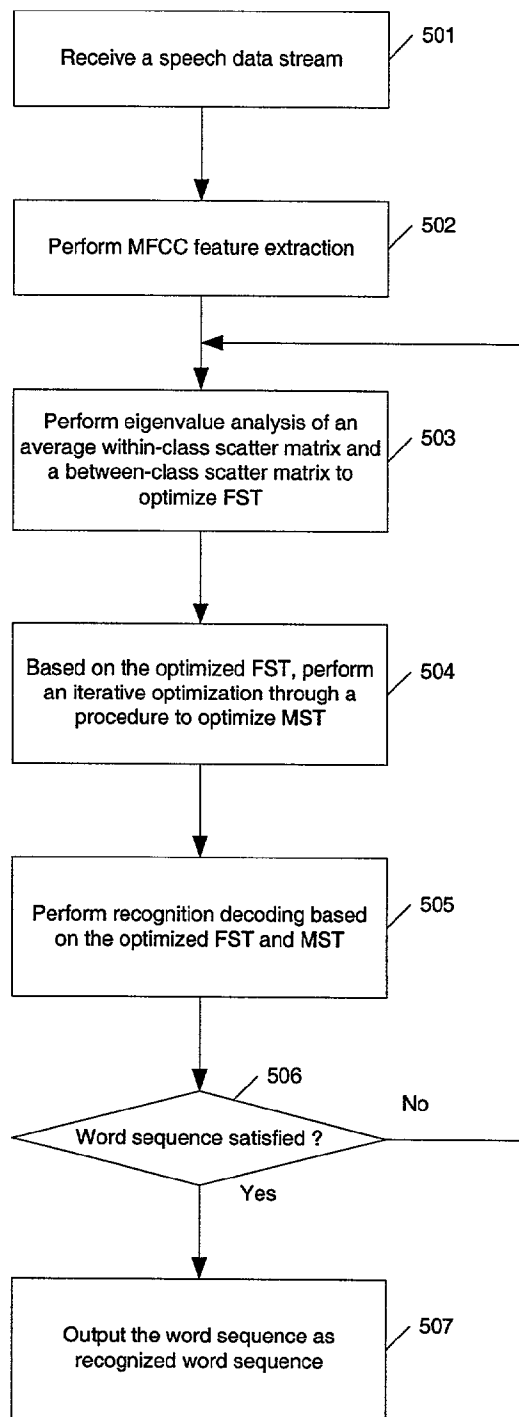 Receive a speech data stream
501
Perform MFCC feature extraction
502
Perform eigenvalue analysis of an
average within-class scatter matrix and
a between-class scatter matrix to
optimize FST
503
Based on the optimized FST, perform
an iterative optimization through a
procedure to optimize MST
504
Perform recognition decoding based
on the optimized FST and MST
505
506
Word sequence satisfied ?
No
Yes
Output the word sequence as
recognized word sequence
507